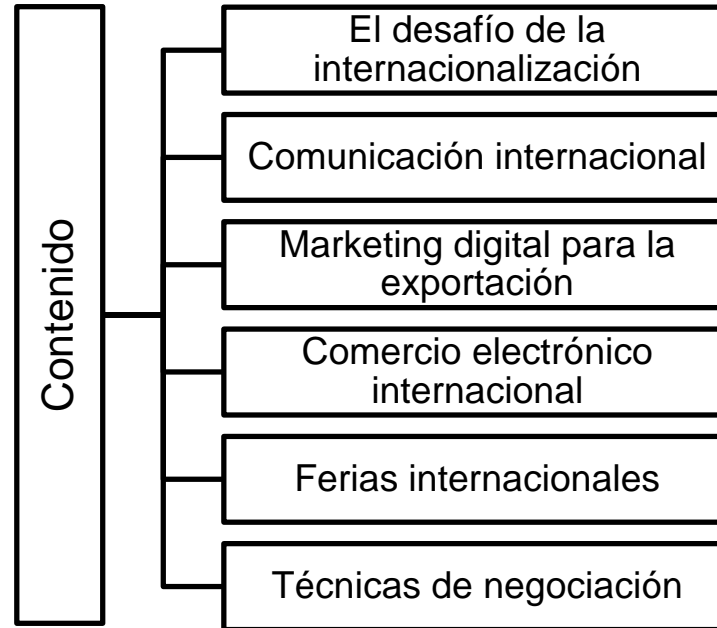 Contenido
El desafío de la
internacionalización
Comunicación internacional
Marketing digital para la
exportación
Comercio electrónico
internacional
Ferias internacionales
Técnicas de negociación